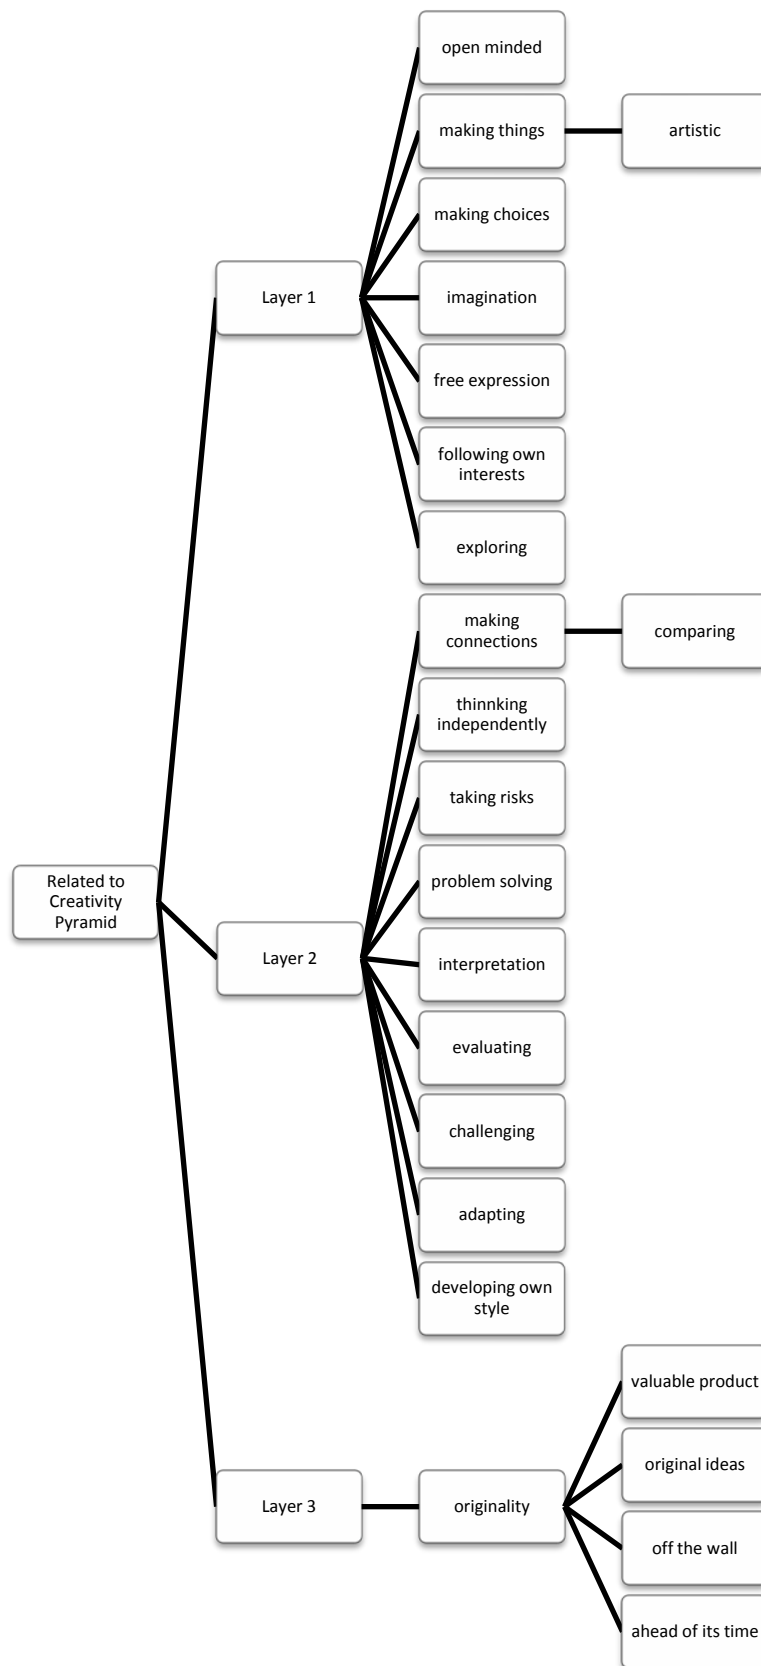 open minded
making things
artistic
making choices
Layer 1
imagination
free expression
following own
interests
exploring
making
connections
comparing
thinnking
independently
taking risks
Related to
Creativity
Pyramid
problem solving
Layer 2
interpretation
evaluating
challenging
adapting
developing own
style
valuable product
original ideas
Layer 3
originality
off the wall
ahead of its time